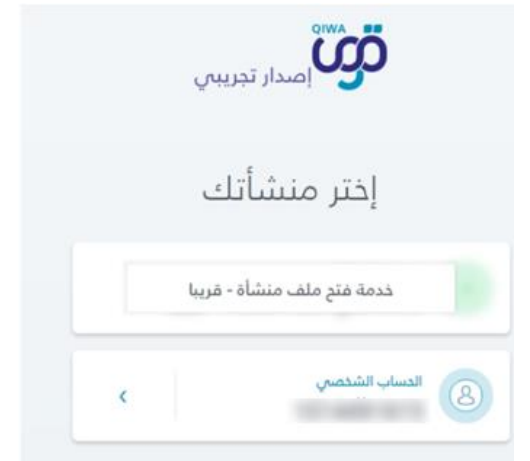 QIWA
قوى
إصدار تجريبي
إختر منشأتك
خدمة فتح ملف منشأة - قريبا
الحساب الشخصي